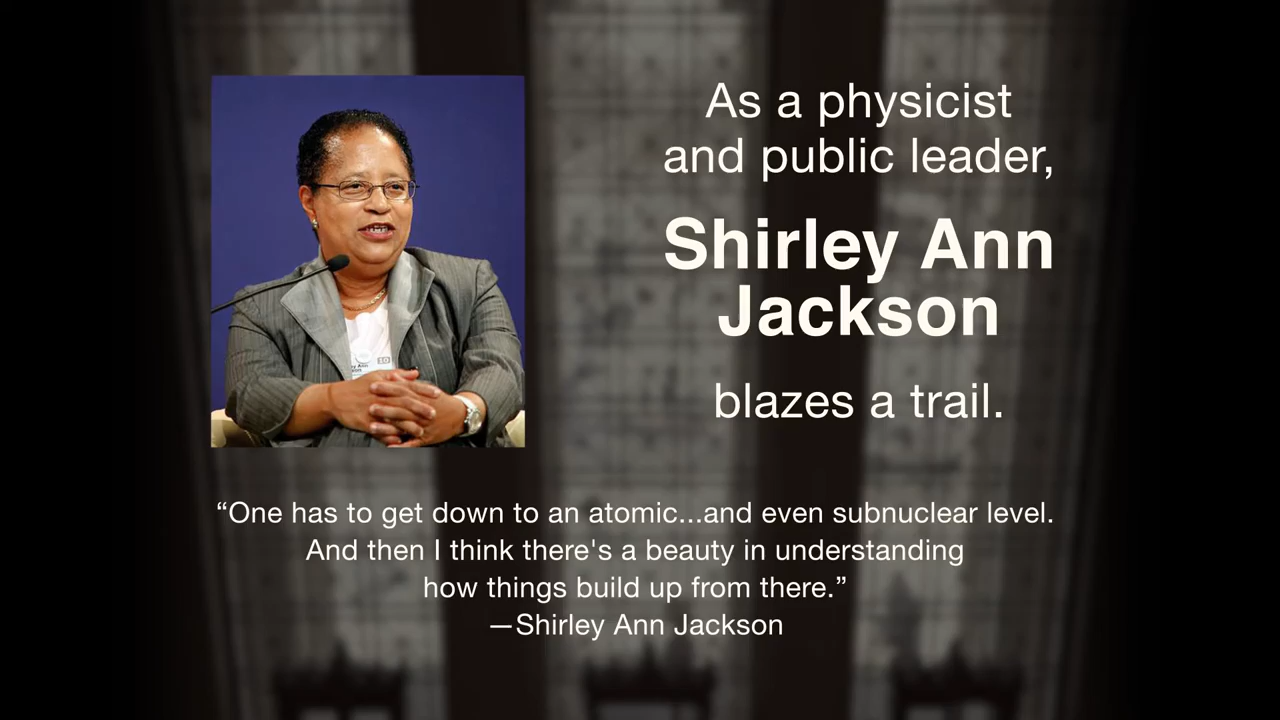 As a physicist
and public leader,
Shirley Ann
Jackson
blazes a trail.
“One has to get down to an atomic...and even subnuclear level.
And then I think there's a beauty in understanding
how things build up from there.”
—Shirley Ann Jackson